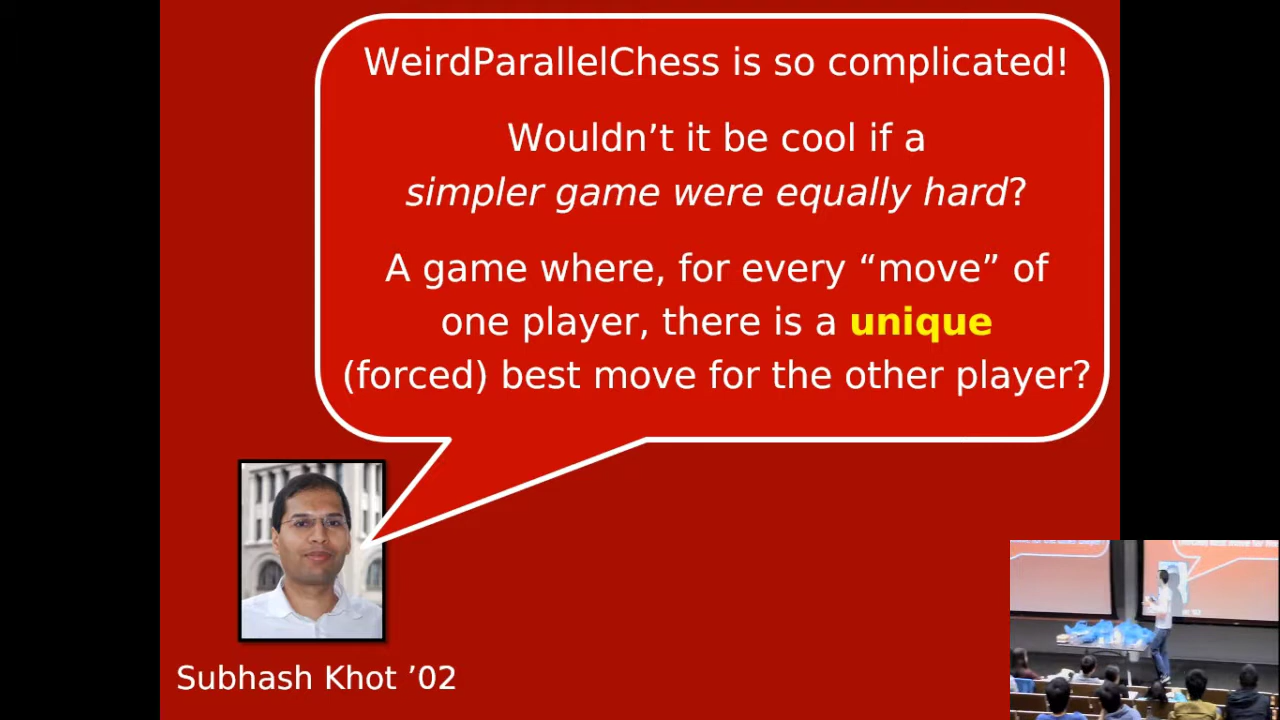 WeirdParallelChess is so complicated!
Wouldn’t it be cool if a
simpler game were equally hard?
A game where, for every “move” of
one player, there is a unique
(forced) best move for the other player?
Subhash Khot ’02